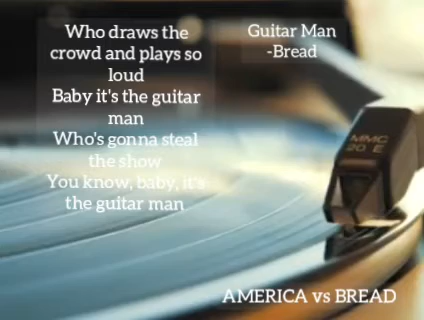 Who draws the
crowd and plays so
loud
Baby it's the guitar
man
Who's gonna steal
the show
You know, baby, it's
the guitar man
Guitar Man
-Bread
MMC
20 E
AMERICA vs BREAD